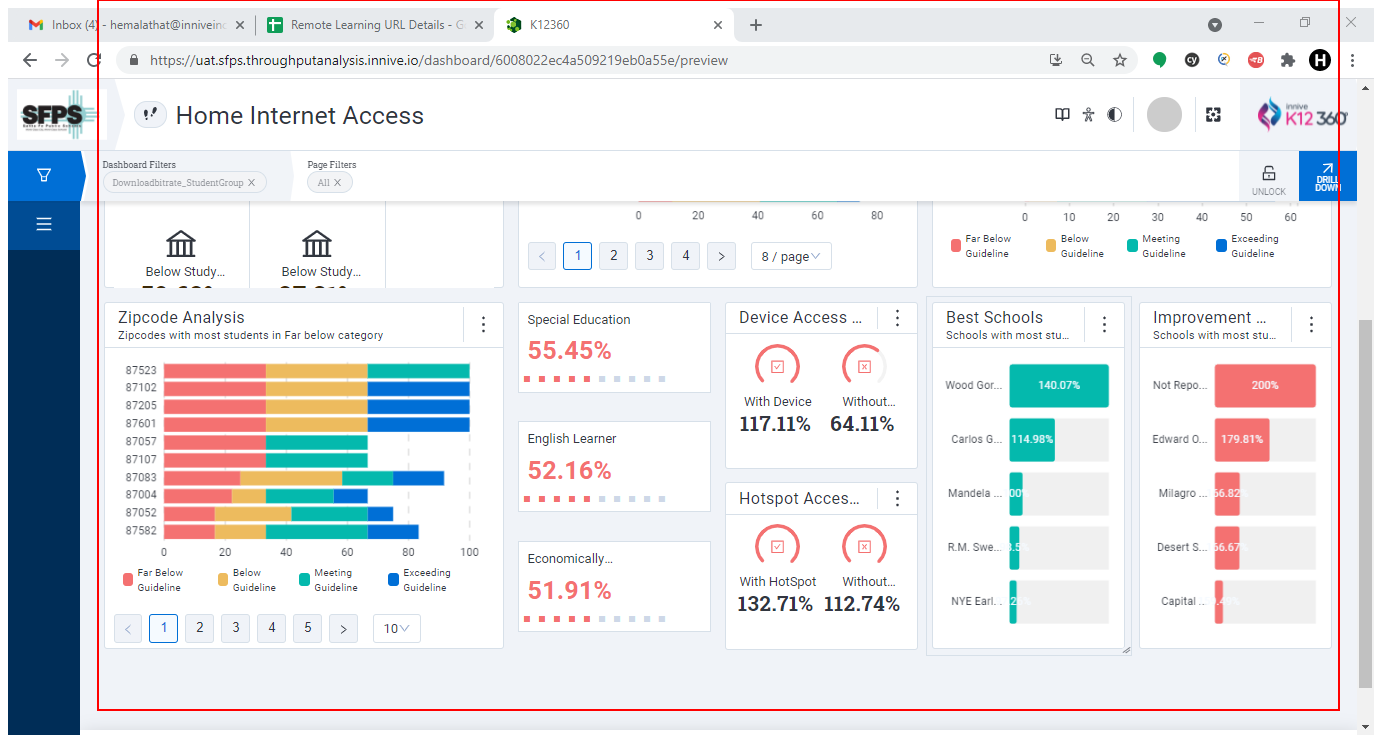 Inbox (4) - hemalathat@inniveinc
Remote Learning URL Details - G
K12360
https://uat.sfps.throughputanalysis.innive.io/dashboard/6008022ec4a509219eb0a55e/preview
SFPS
Home Internet Access
innive
K12 360
Dashboard Filters
Downloadbitrate_StudentGroup
Page Filters
All
UNLOCK
DRILL
DOWN
Below Study...
Below Study...
0 20 40 60 80
1 2 3 4
8 / page
0 10 20 30 40 50 60
Far Below Guideline
Below Guideline
Meeting Guideline
Exceeding Guideline
Zipcode Analysis
Zipcodes with most students in Far below category
87523
87102
87205
87601
87057
87107
87083
87004
87052
87582
0 20 40 60 80 100
Far Below Guideline
Below Guideline
Meeting Guideline
Exceeding Guideline
1 2 3 4 5
10
Special Education
55.45%
English Learner
52.16%
Economically...
51.91%
Device Access ...
With Device
117.11%
Without...
64.11%
Hotspot Acces...
With HotSpot
132.71%
Without...
112.74%
Best Schools
Schools with most stu...
Wood Gor... 140.07%
Carlos G... 114.98%
Mandela ...
R.M. Swe...
NYE Earl...
Improvement ...
Schools with most stu...
Not Repo... 200%
Edward O... 179.81%
Milagro ...
Desert S...
Capital ...